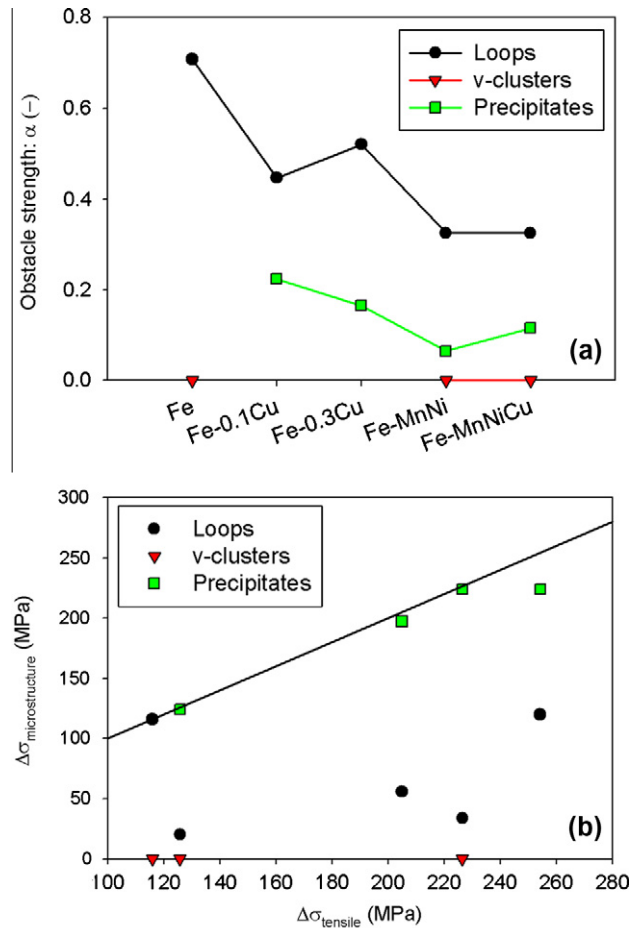 0.8
0.6
0.4
0.2
0.0
Obstacle strength: α (–)
Loops
v-clusters
Precipitates
(a)
Fe
Fe-0.1Cu
Fe-0.3Cu
Fe-MnNi
Fe-MnNiCu
300
250
200
150
100
50
0
Δσmicrostructure (MPa)
Loops
v-clusters
Precipitates
(b)
100 120 140 160 180 200 220 240 260 280
Δσtensile (MPa)